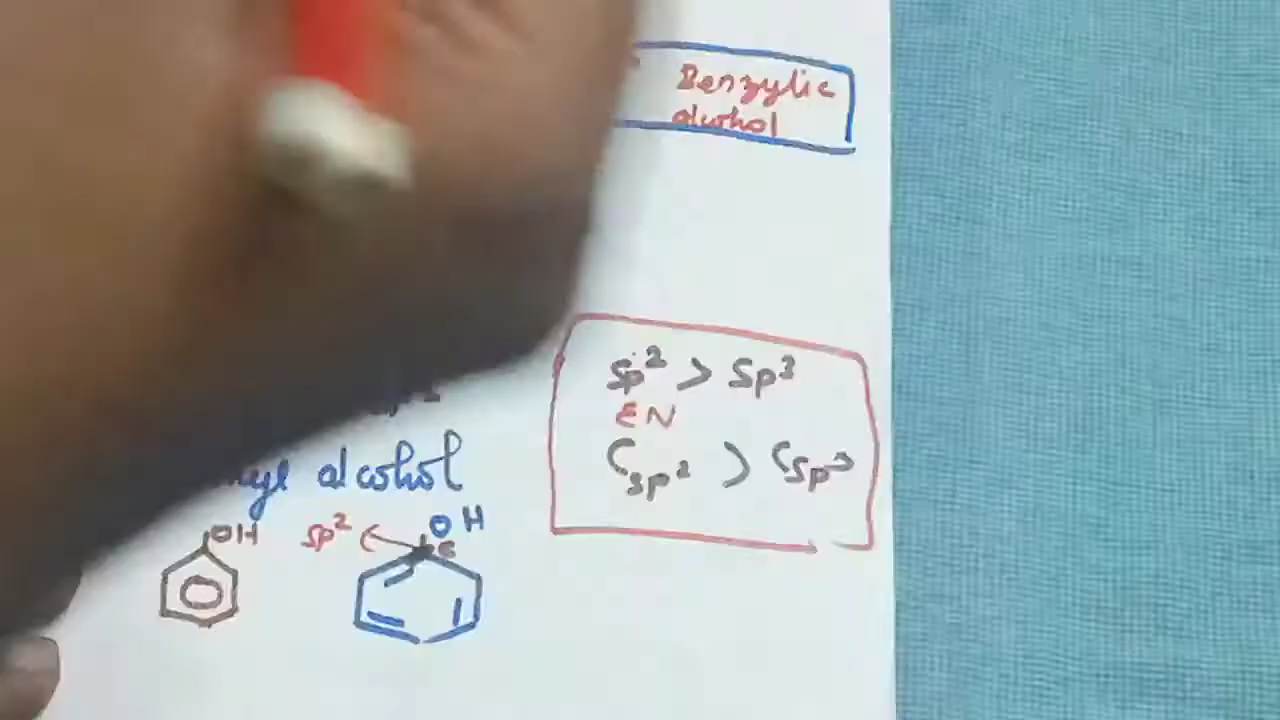 Benzylic
alcohol
Sp² > Sp³
EN
Csp² > Csp³
alcohol
OH
sp²
OH
C